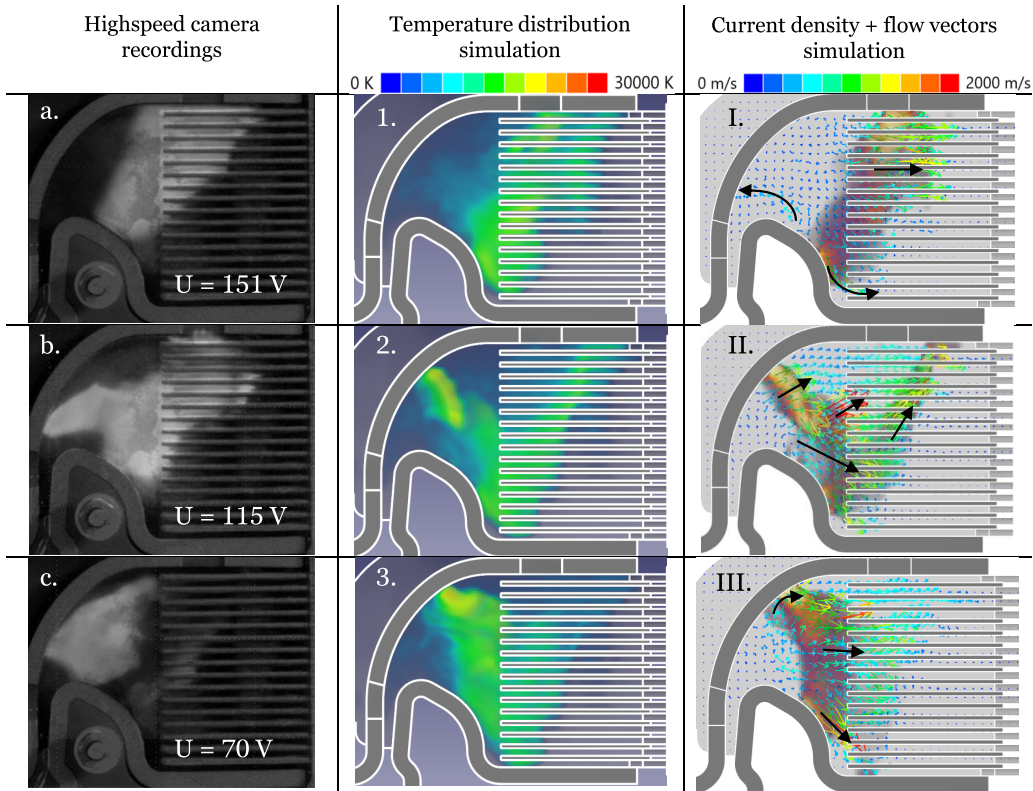 Highspeed camera
recordings
Temperature distribution
simulation
0 K
30000 K
Current density + flow vectors
simulation
0 m/s
2000 m/s
a.
U = 151 V
1.
I.
b.
U = 115 V
2.
II.
c.
U = 70 V
3.
III.